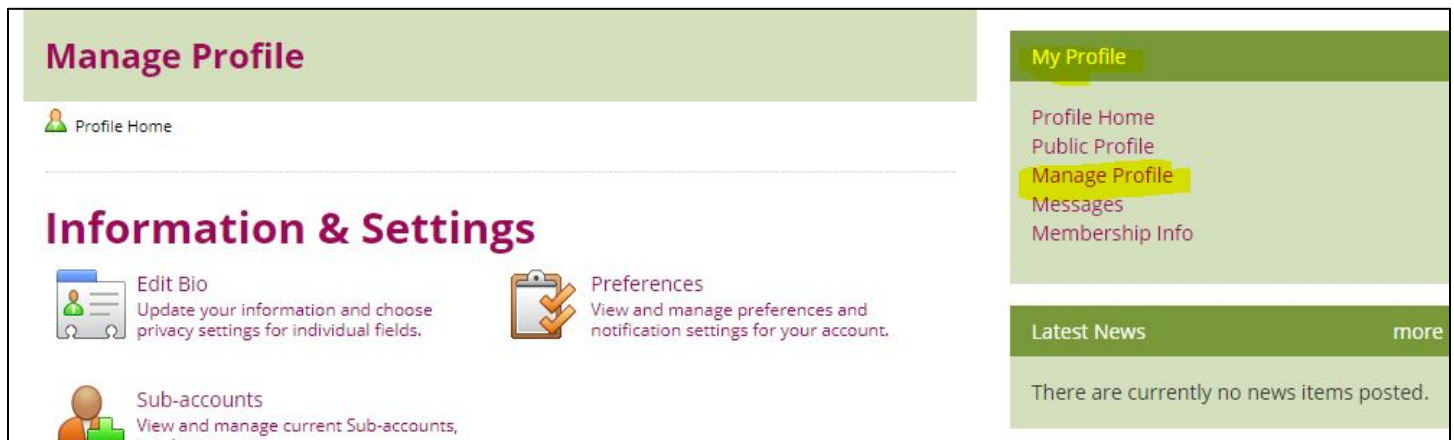 Manage Profile
Profile Home
Information & Settings
Edit Bio
Update your information and choose
privacy settings for individual fields.
Preferences
View and manage preferences and
notification settings for your account.
Sub-accounts
View and manage current Sub-accounts,
My Profile
Profile Home
Public Profile
Manage Profile
Messages
Membership Info
Latest News more
There are currently no news items posted.